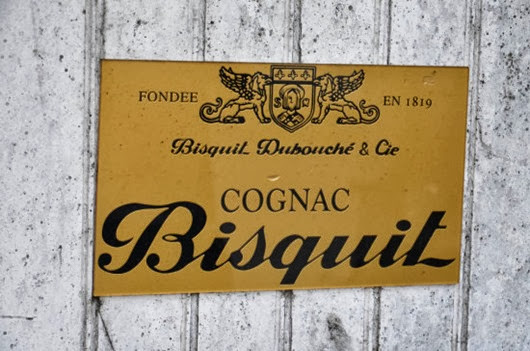 FONDEE EN 1819
Bisquit Dubouché & Cie
COGNAC
Bisquit